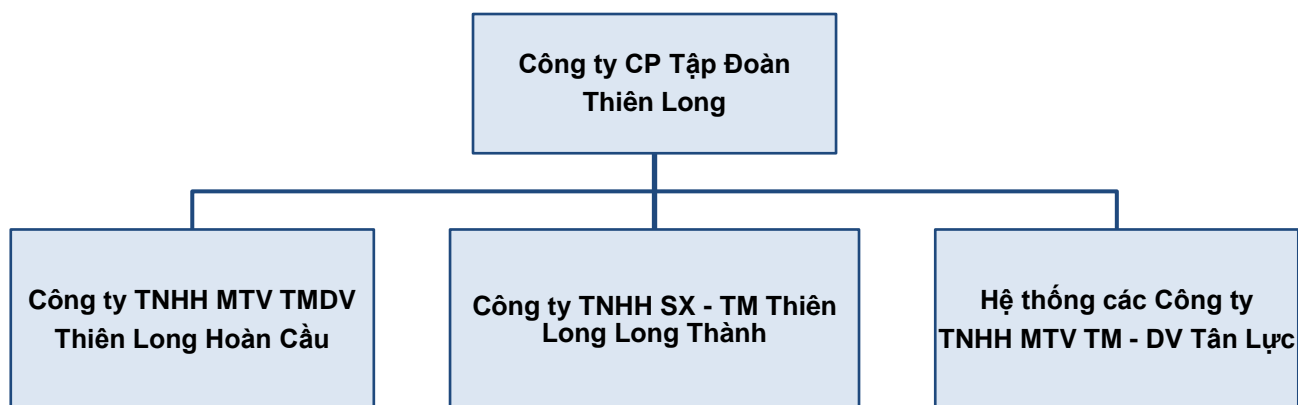 Công ty CP Tập Đoàn
Thiên Long
Công ty TNHH MTV TMDV
Thiên Long Hoàn Cầu
Công ty TNHH SX - TM Thiên
Long Long Thành
Hệ thống các Công ty
TNHH MTV TM - DV Tân Lực